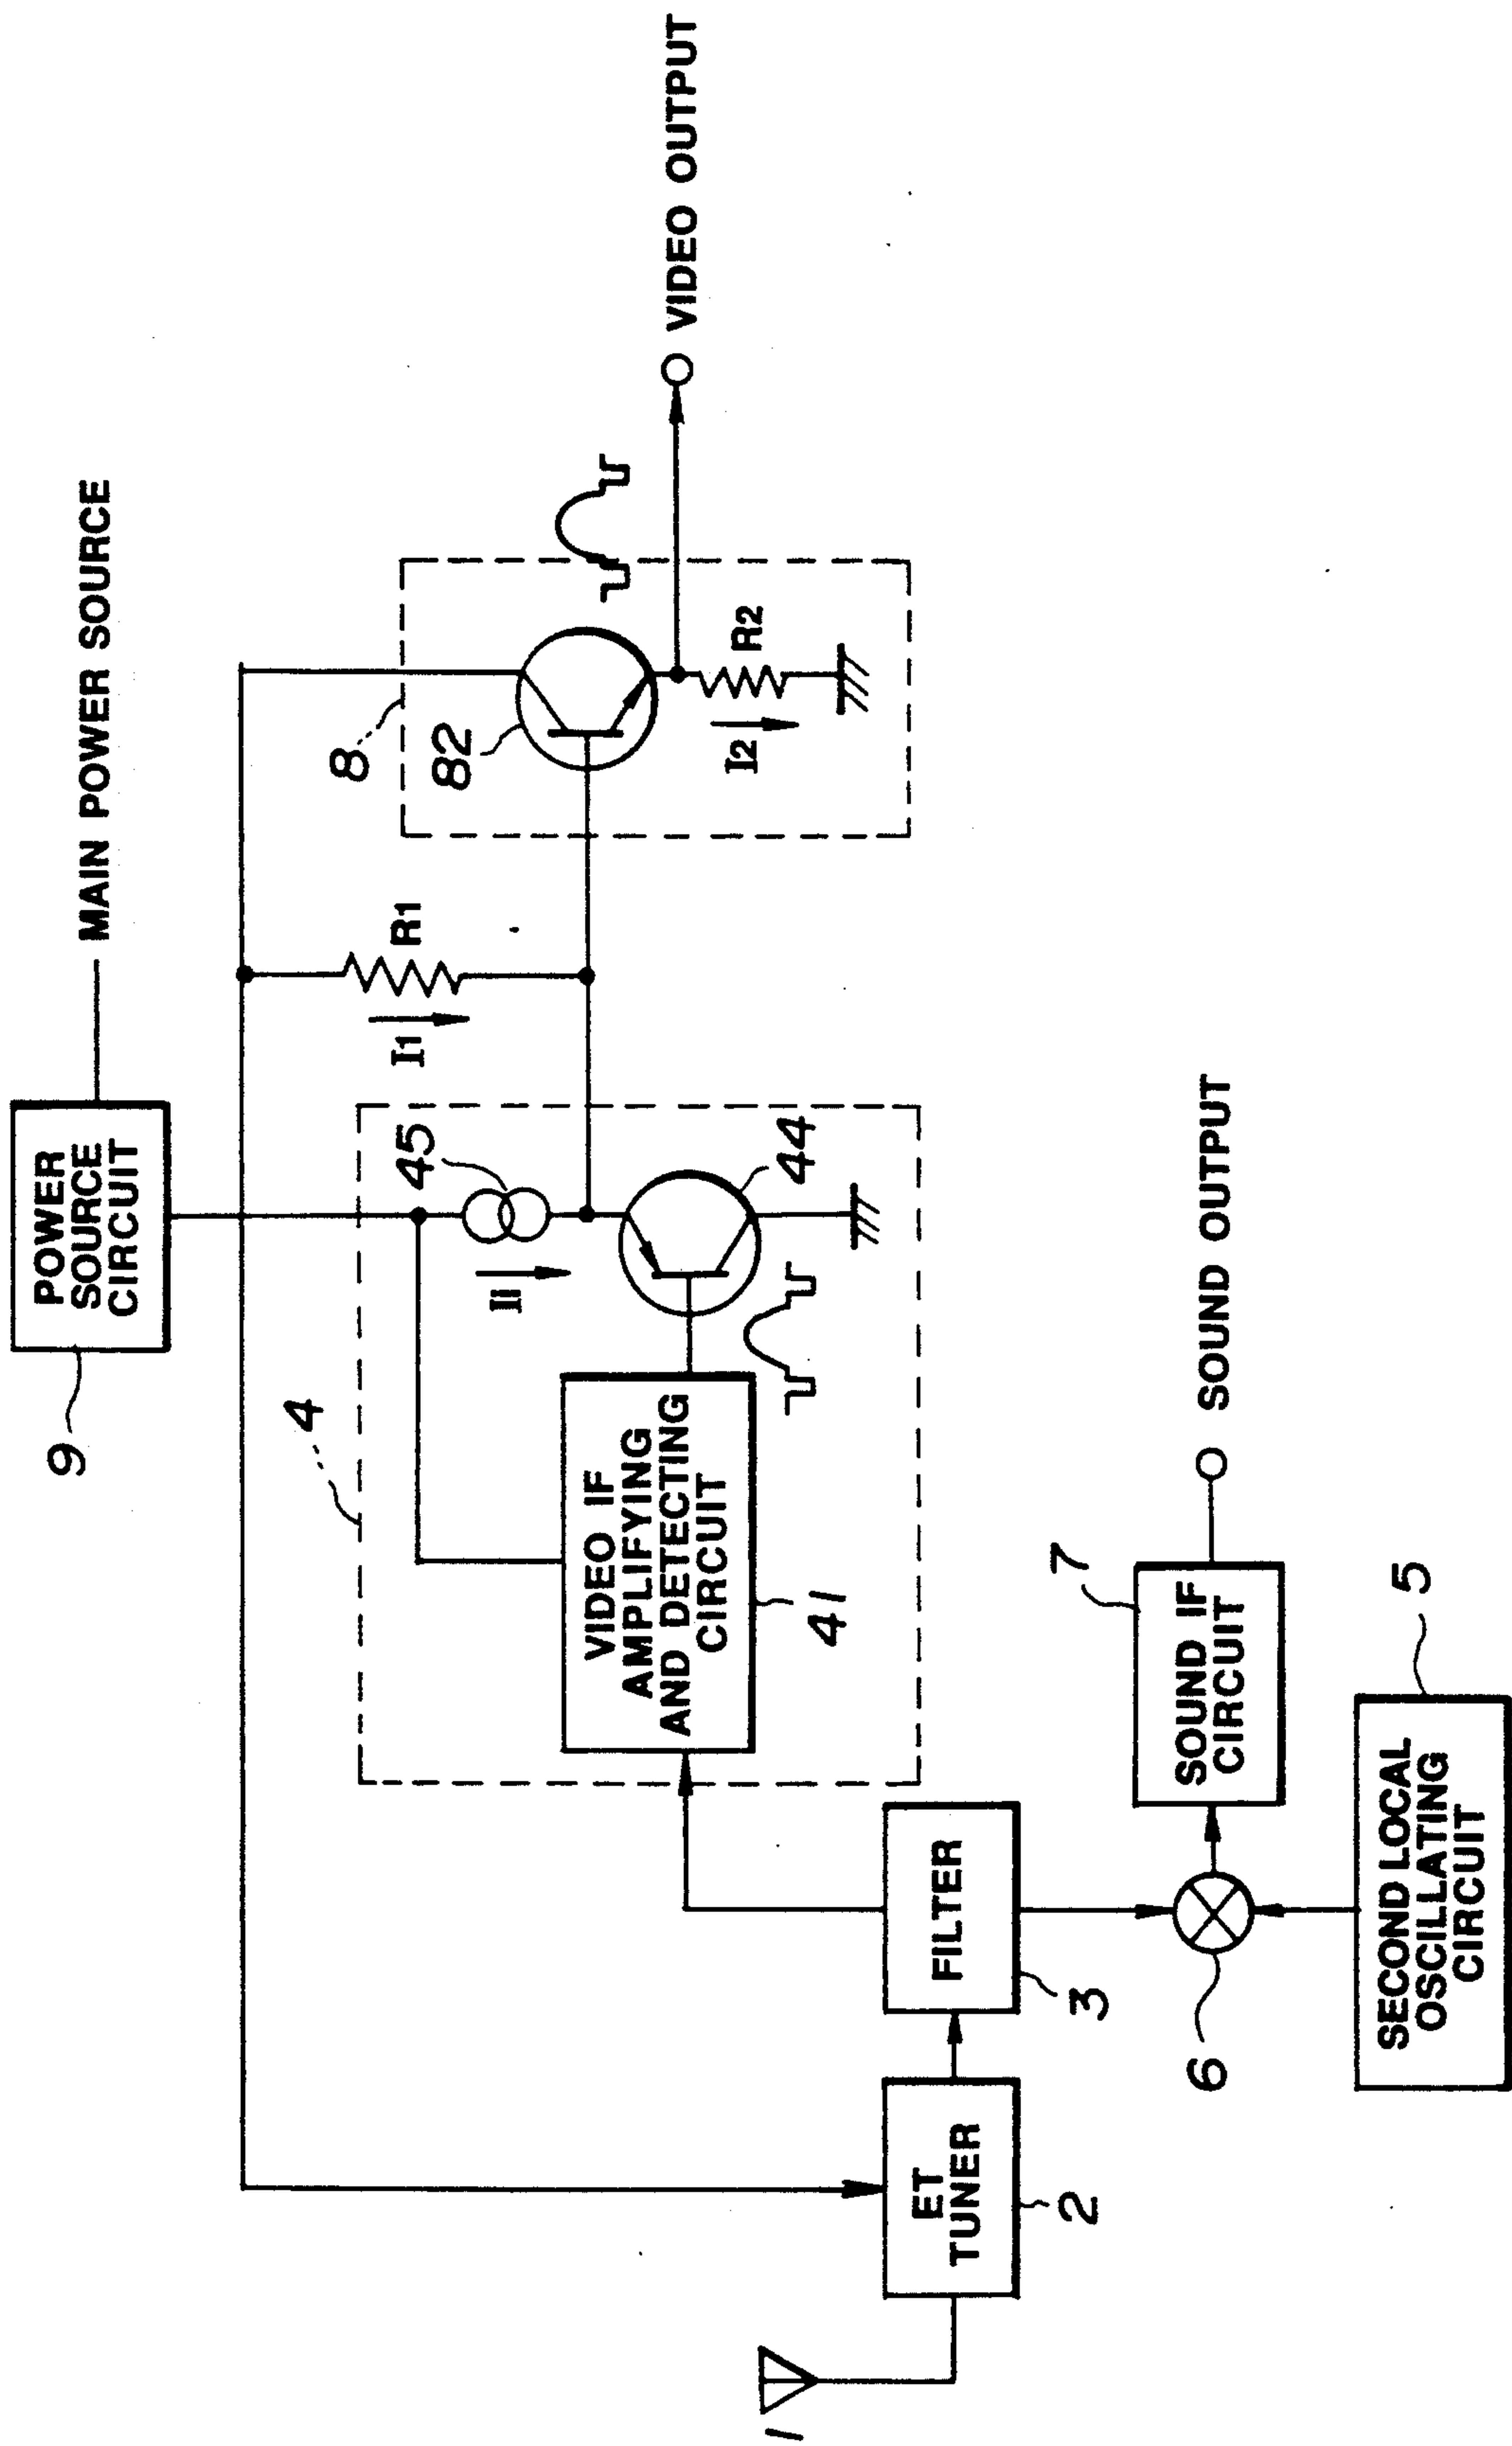 MAIN POWER SOURCE
POWER
SOURCE
CIRCUIT
9
R1
I1
8
82
R2
I2
VIDEO OUTPUT
4
45
Ii
44
VIDEO IF
AMPLIFYING
AND DETECTING
CIRCUIT
41
1
ET
TUNER
2
FILTER
3
6
SOUND IF
CIRCUIT
7
SOUND OUTPUT
SECOND LOCAL
OSCILLATING
CIRCUIT
5